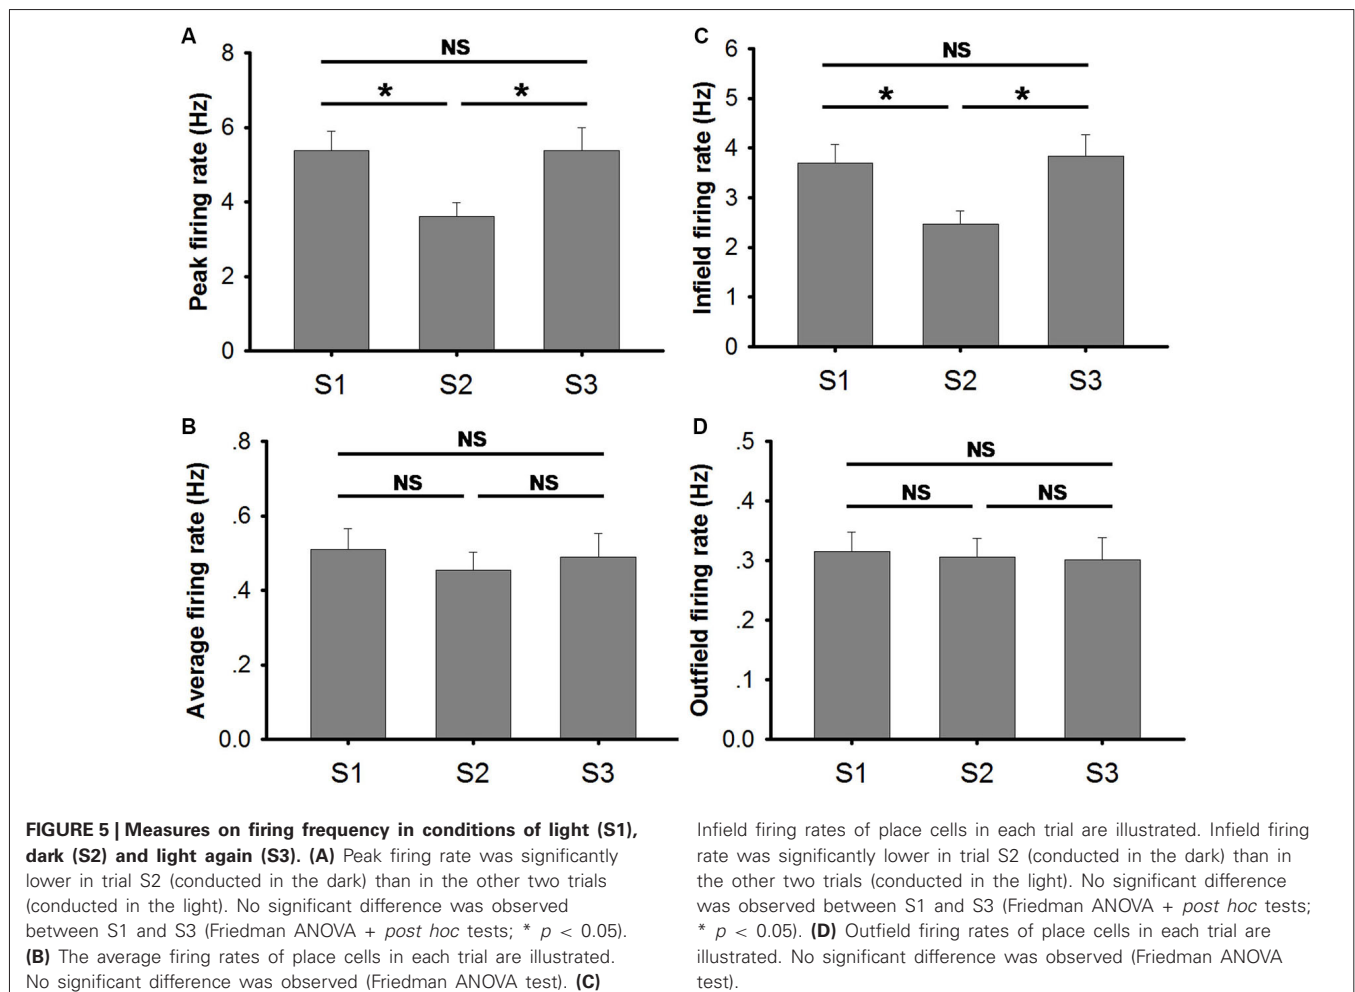 A
NS
*
*
Peak firing rate (Hz)
8
6
4
2
0
S1
S2
S3
C
NS
*
*
Infield firing rate (Hz)
6
5
4
3
2
1
0
S1
S2
S3
B
NS
NS
NS
Average firing rate (Hz)
.8
.6
.4
.2
0.0
S1
S2
S3
D
NS
NS
NS
Outfield firing rate (Hz)
.5
.4
.3
.2
.1
0.0
S1
S2
S3
FIGURE 5 | Measures on firing frequency in conditions of light (S1),
dark (S2) and light again (S3). (A) Peak firing rate was significantly
lower in trial S2 (conducted in the dark) than in the other two trials
(conducted in the light). No significant difference was observed
between S1 and S3 (Friedman ANOVA + post hoc tests; * p < 0.05).
(B) The average firing rates of place cells in each trial are illustrated.
No significant difference was observed (Friedman ANOVA test). (C)
Infield firing rates of place cells in each trial are illustrated. Infield firing
rate was significantly lower in trial S2 (conducted in the dark) than in
the other two trials (conducted in the light). No significant difference
was observed between S1 and S3 (Friedman ANOVA + post hoc tests;
* p < 0.05). (D) Outfield firing rates of place cells in each trial are
illustrated. No significant difference was observed (Friedman ANOVA
test).